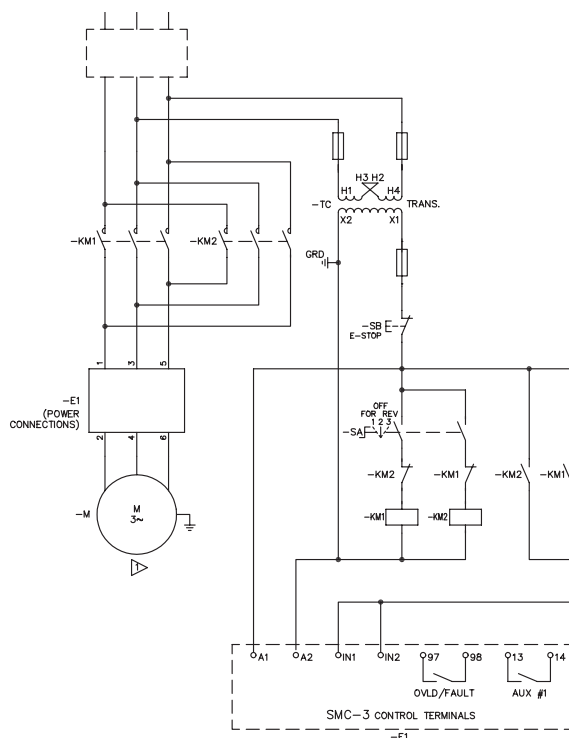 H3 H2
H1 H4
-TC TRANS.
X2 X1
-KM1 -KM2
GRD
-SB
E-STOP
1 3 5
-E1
(POWER
CONNECTIONS)
2 4 6
OFF
FOR REV
1 2 3
-SA
-KM2 -KM1 -KM2 -KM1
-KM1 -KM2
-M
M
3~
1
A1 A2 IN1 IN2 97 98 13 14
OVLD/FAULT AUX #1
SMC-3 CONTROL TERMINALS
-E1